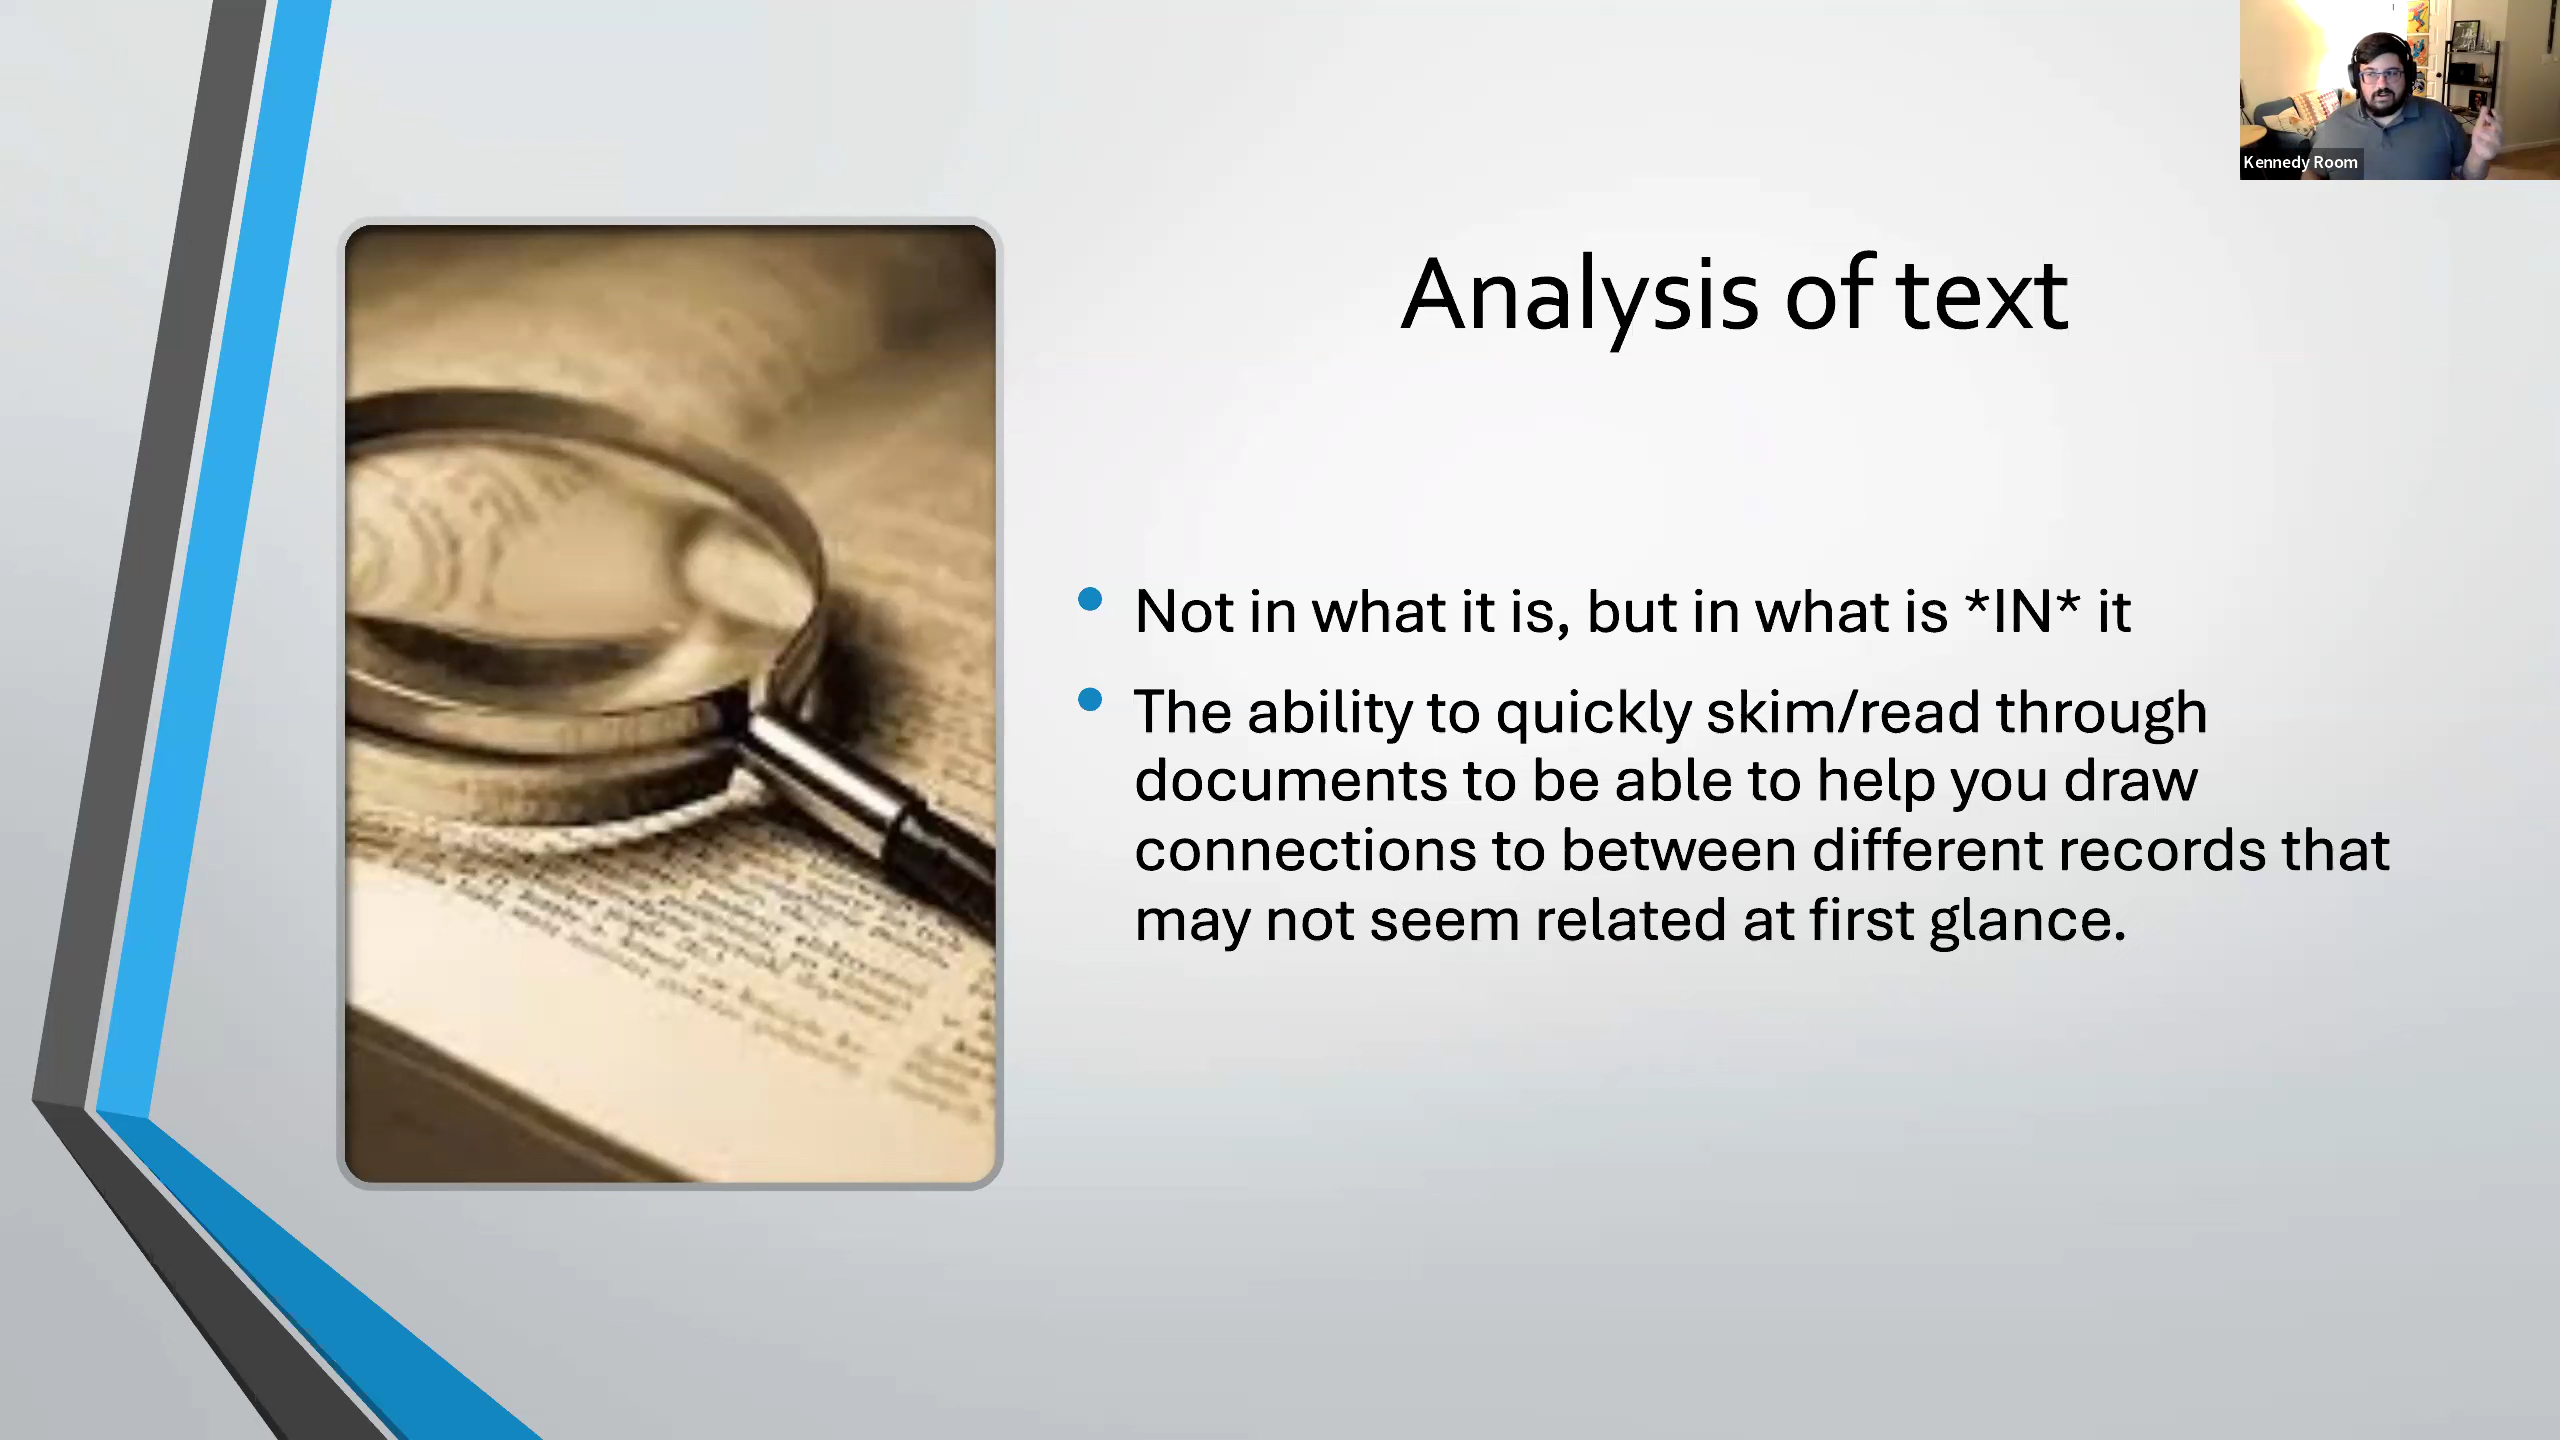 Kennedy Room
Analysis of text
Not in what it is, but in what is *IN* it
The ability to quickly skim/read through
documents to be able to help you draw
connections to between different records that
may not seem related at first glance.